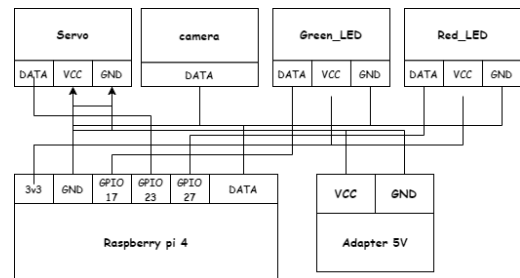 Servo
camera
Green_LED
Red_LED
DATA VCC GND
DATA
DATA VCC GND
DATA VCC GND
3v3 GND GPIO 17 GPIO 23 GPIO 27 DATA
VCC GND
Raspberry pi 4
Adapter 5V